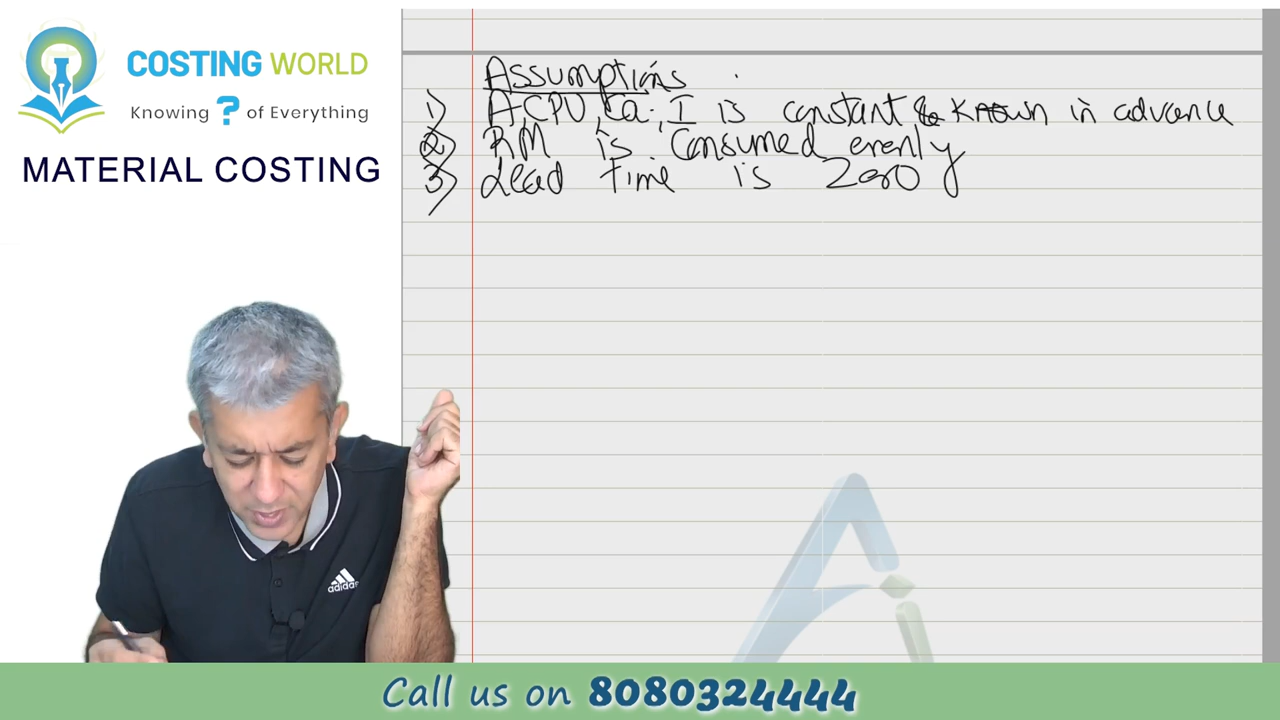 COSTING WORLD
Knowing ? of Everything
MATERIAL COSTING
Assumptions
1) A, CPU, Ca, I is constant & known in advance
2) RM is Consumed evenly
3) Lead time is Zero
adidas
Call us on 8080324444